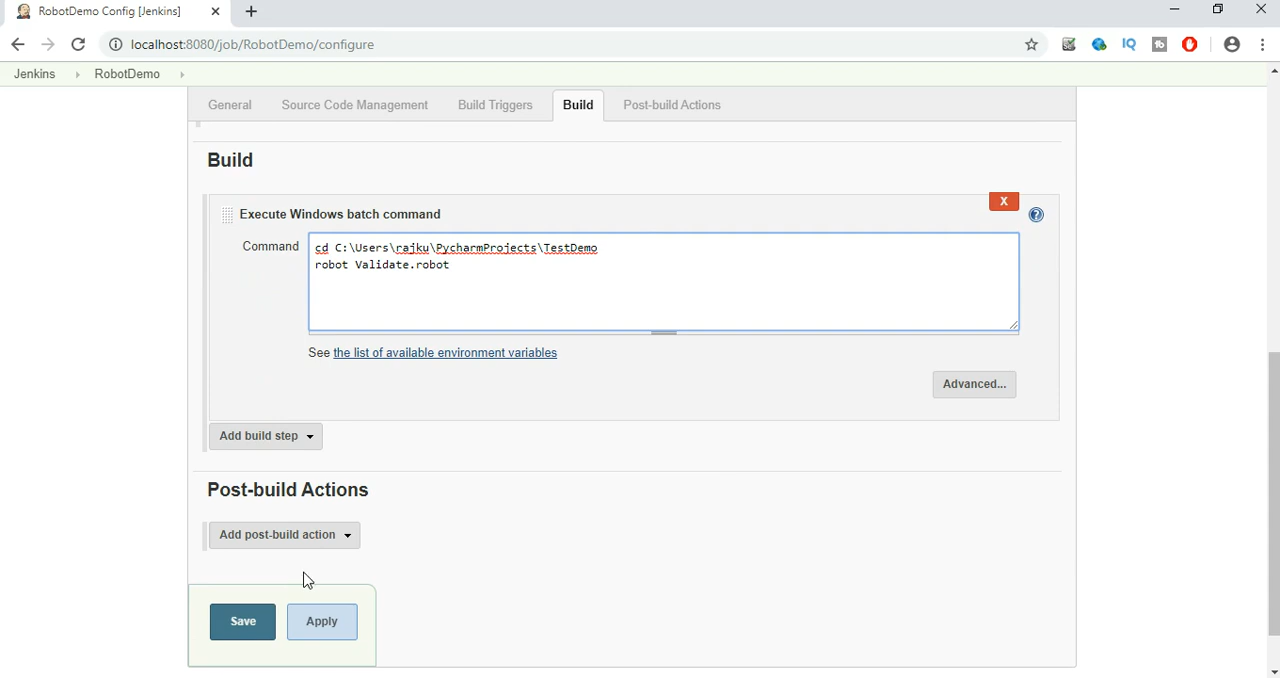 RobotDemo Config [Jenkins]
localhost:8080/job/RobotDemo/configure
Jenkins RobotDemo
General Source Code Management Build Triggers Build Post-build Actions
Build
X
Execute Windows batch command
Command cd C:\Users\rajku\PycharmProjects\TestDemo
robot Validate.robot
See the list of available environment variables
Advanced...
Add build step
Post-build Actions
Add post-build action
Save Apply